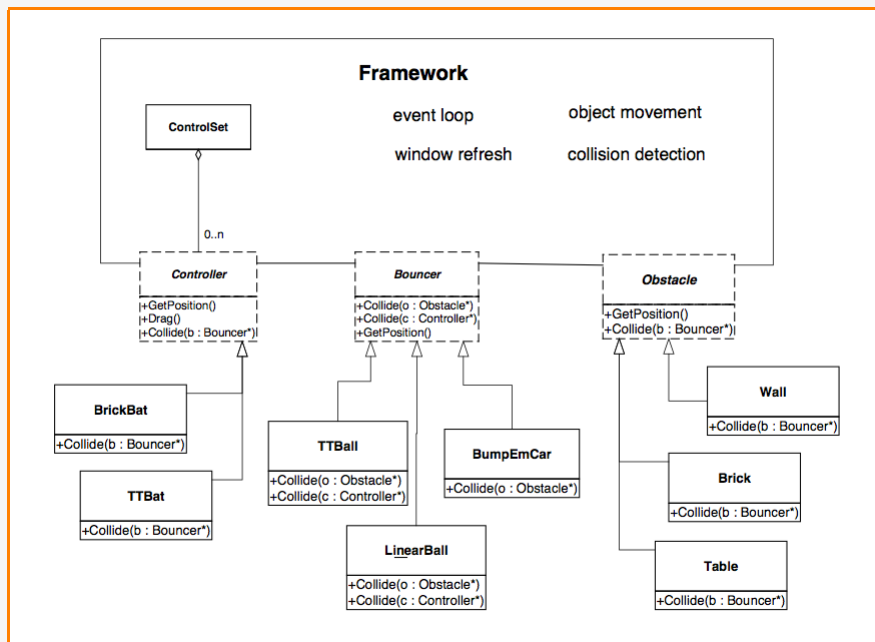 Framework
event loop
object movement
window refresh
collision detection
ControlSet
0..n
Controller
+GetPosition()
+Drag()
+Collide(b : Bouncer*)
Bouncer
+Collide(o : Obstacle*)
+Collide(c : Controller*)
+GetPosition()
Obstacle
+GetPosition()
+Collide(b : Bouncer*)
BrickBat
+Collide(b : Bouncer*)
TTBat
+Collide(b : Bouncer*)
TTBall
+Collide(o : Obstacle*)
+Collide(c : Controller*)
LinearBall
+Collide(o : Obstacle*)
+Collide(c : Controller*)
BumpEmCar
+Collide(o : Obstacle*)
Wall
+Collide(b : Bouncer*)
Brick
+Collide(b : Bouncer*)
Table
+Collide(b : Bouncer*)